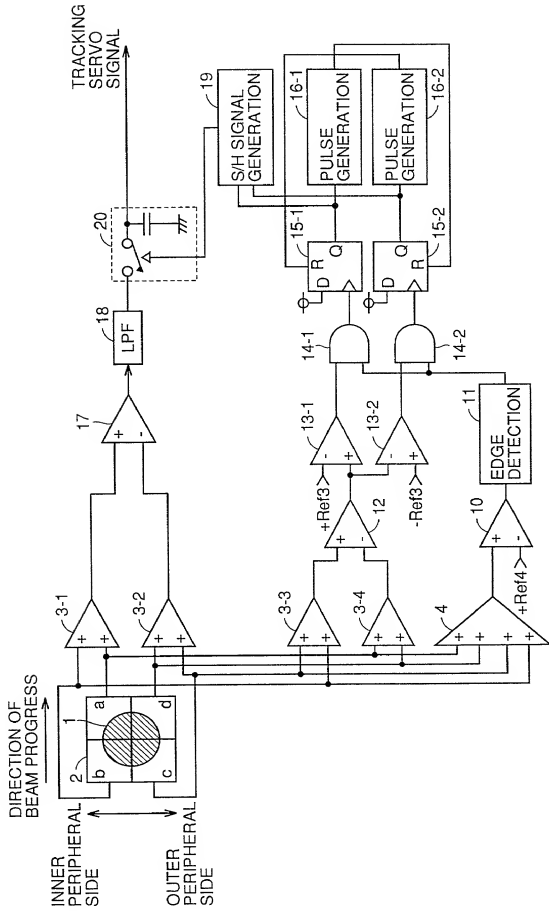 TRACKING
SERVO
SIGNAL
20
18
LPF
17
+
-
3-1
+
+
3-2
+
+
DIRECTION OF
BEAM PROGRESS
INNER
PERIPHERAL
SIDE
OUTER
PERIPHERAL
SIDE
2
1
b
a
c
d
19
S/H SIGNAL
GENERATION
16-1
PULSE
GENERATION
16-2
PULSE
GENERATION
15-1
D
R
Q
15-2
D
R
Q
14-1
14-2
13-1
-
+
+Ref3
13-2
-
+
-Ref3
12
+
-
3-3
+
+
3-4
+
+
11
EDGE
DETECTION
10
+
-
+Ref4
4
+
+
+
+